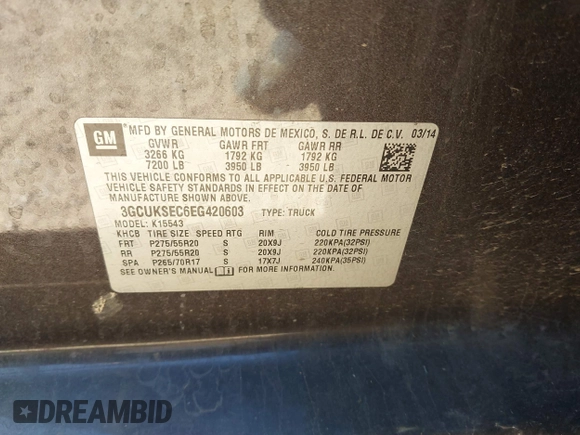 GM
MFD BY GENERAL MOTORS DE MEXICO, S. DE R.L. DE C.V. 03/14
GVWR GAWR FRT GAWR RR
3266 KG 1792 KG 1792 KG
7200 LB 3950 LB 3950 LB
THIS VEHICLE CONFORMS TO ALL APPLICABLE U.S. FEDERAL MOTOR
VEHICLE SAFETY STANDARDS IN EFFECT ON THE DATE OF
MANUFACTURE SHOWN ABOVE.
3GCUKSEC6EG420603 TYPE: TRUCK
MODEL: K15543
KHCB TIRE SIZE SPEED RTG RIM COLD TIRE PRESSURE
FRT P275/55R20 S 20X9J 220KPA(32PSI)
RR P275/55R20 S 20X9J 220KPA(32PSI)
SPA P265/70R17 S 17X7J 240KPA(35PSI)
SEE OWNER'S MANUAL FOR MORE INFORMATION
DREAMBID